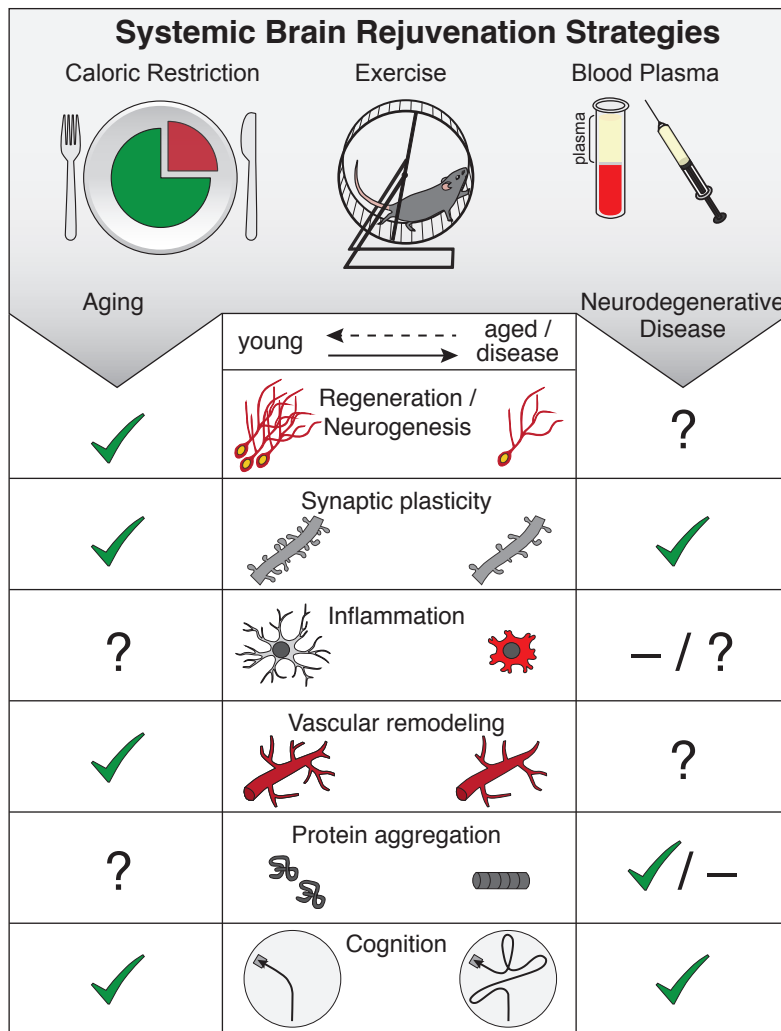 Systemic Brain Rejuvenation Strategies
Caloric Restriction
Exercise
Blood Plasma
plasma
Aging
Neurodegenerative
Disease
young
aged /
disease
Regeneration /
Neurogenesis
?
Synaptic plasticity
?
Inflammation
– / ?
Vascular remodeling
?
?
Protein aggregation
/ –
Cognition